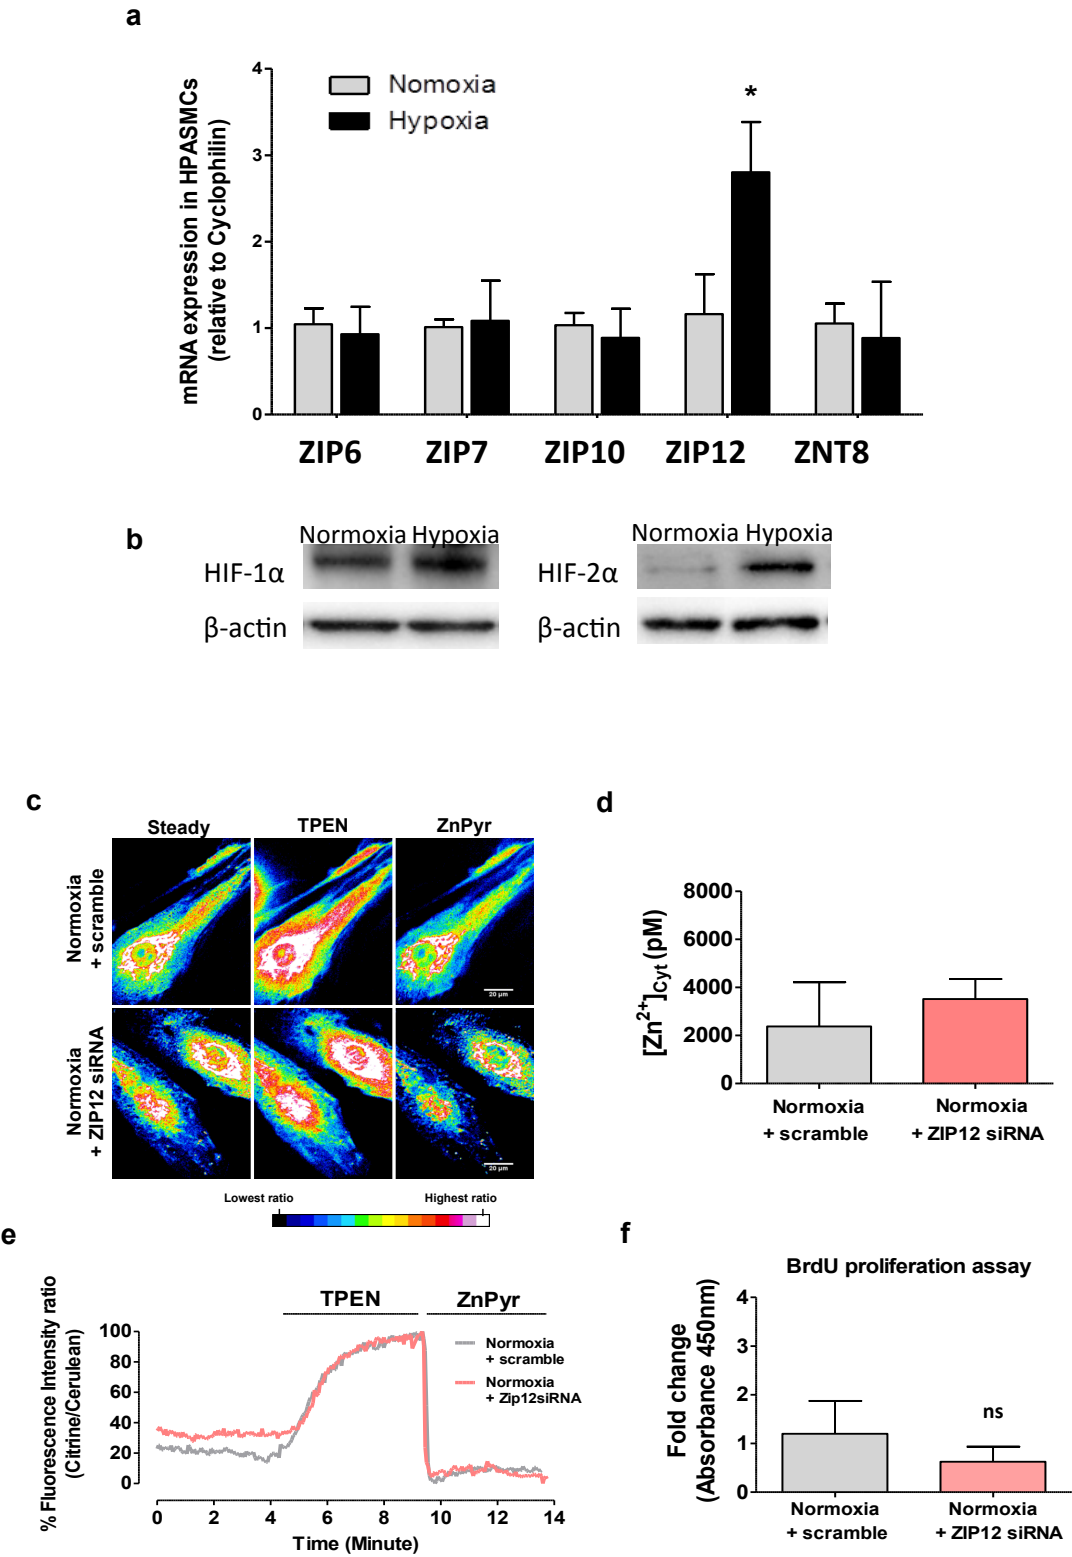 a
4
3
2
1
0
mRNA expression in HPASMCs
(relative to Cyclophilin)
Nomoxia
Hypoxia
*
ZIP6 ZIP7 ZIP10 ZIP12 ZNT8
b
Normoxia Hypoxia
HIF-1α
β-actin
Normoxia Hypoxia
HIF-2α
β-actin
c
Steady TPEN ZnPyr
Normoxia
+ scramble
20 µm
Normoxia
+ ZIP12 siRNA
20 µm
Lowest ratio Highest ratio
d
8000
6000
4000
2000
0
[Zn2+]Cyt (pM)
Normoxia
+ scramble
Normoxia
+ ZIP12 siRNA
e
% Fluorescence Intensity ratio
(Citrine/Cerulean)
TPEN ZnPyr
100
80
60
40
20
0
Normoxia
+ scramble
Normoxia
+ Zip12siRNA
0 2 4 6 8 10 12 14
Time (Minute)
f
BrdU proliferation assay
Fold change
(Absorbance 450nm)
4
3
2
1
0
ns
Normoxia
+ scramble
Normoxia
+ ZIP12 siRNA